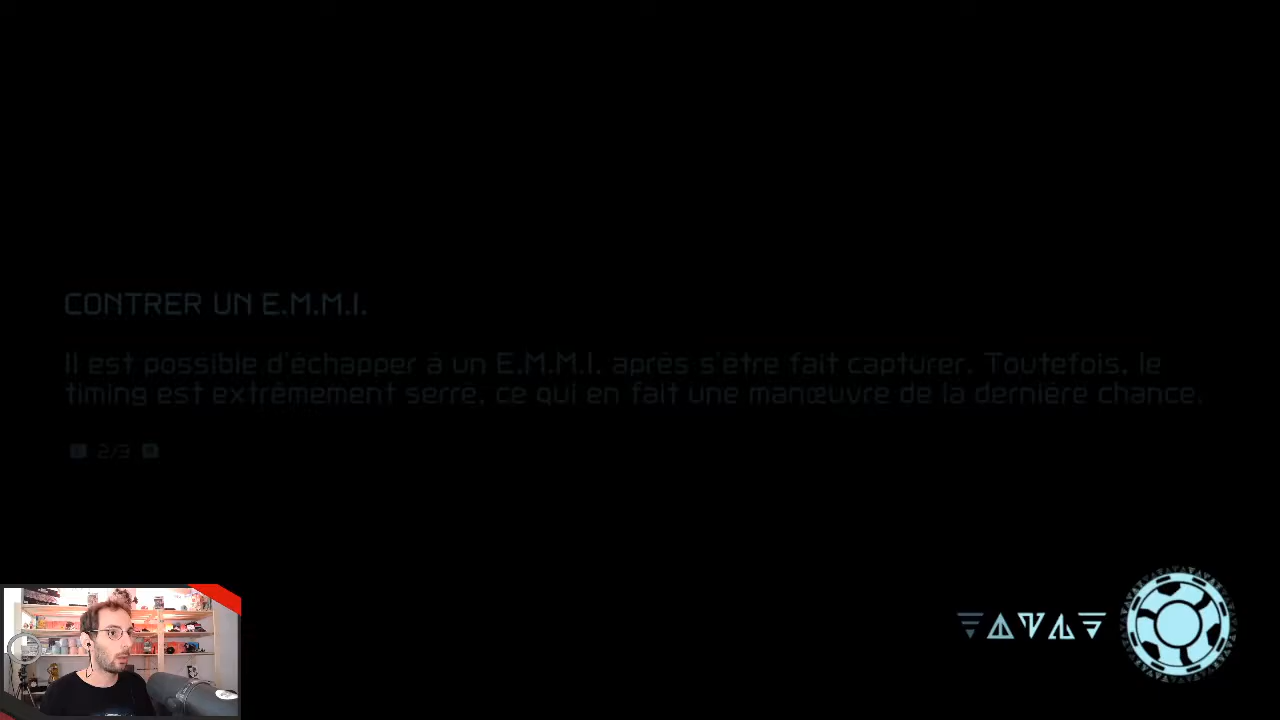 CONTRER UN E.M.M.I.
Il est possible d'échapper à un E.M.M.I. après s'être fait capturer. Toutefois, le
timing est extrêmement serré, ce qui en fait une manœuvre de la dernière chance.
L 2/3 R